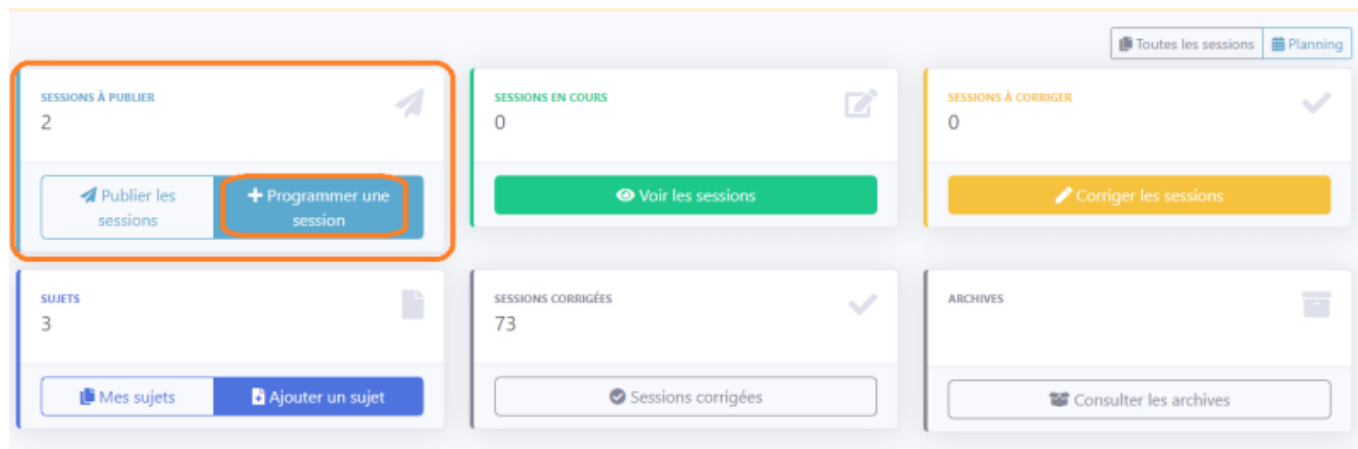 Toutes les sessions Planning
SESSIONS À PUBLIER
2
Publier les
sessions
+ Programmer une
session
SESSIONS EN COURS
0
Voir les sessions
SESSIONS À CORRIGER
0
Corriger les sessions
SUJETS
3
Mes sujets
Ajouter un sujet
SESSIONS CORRIGÉES
73
Sessions corrigées
ARCHIVES
Consulter les archives